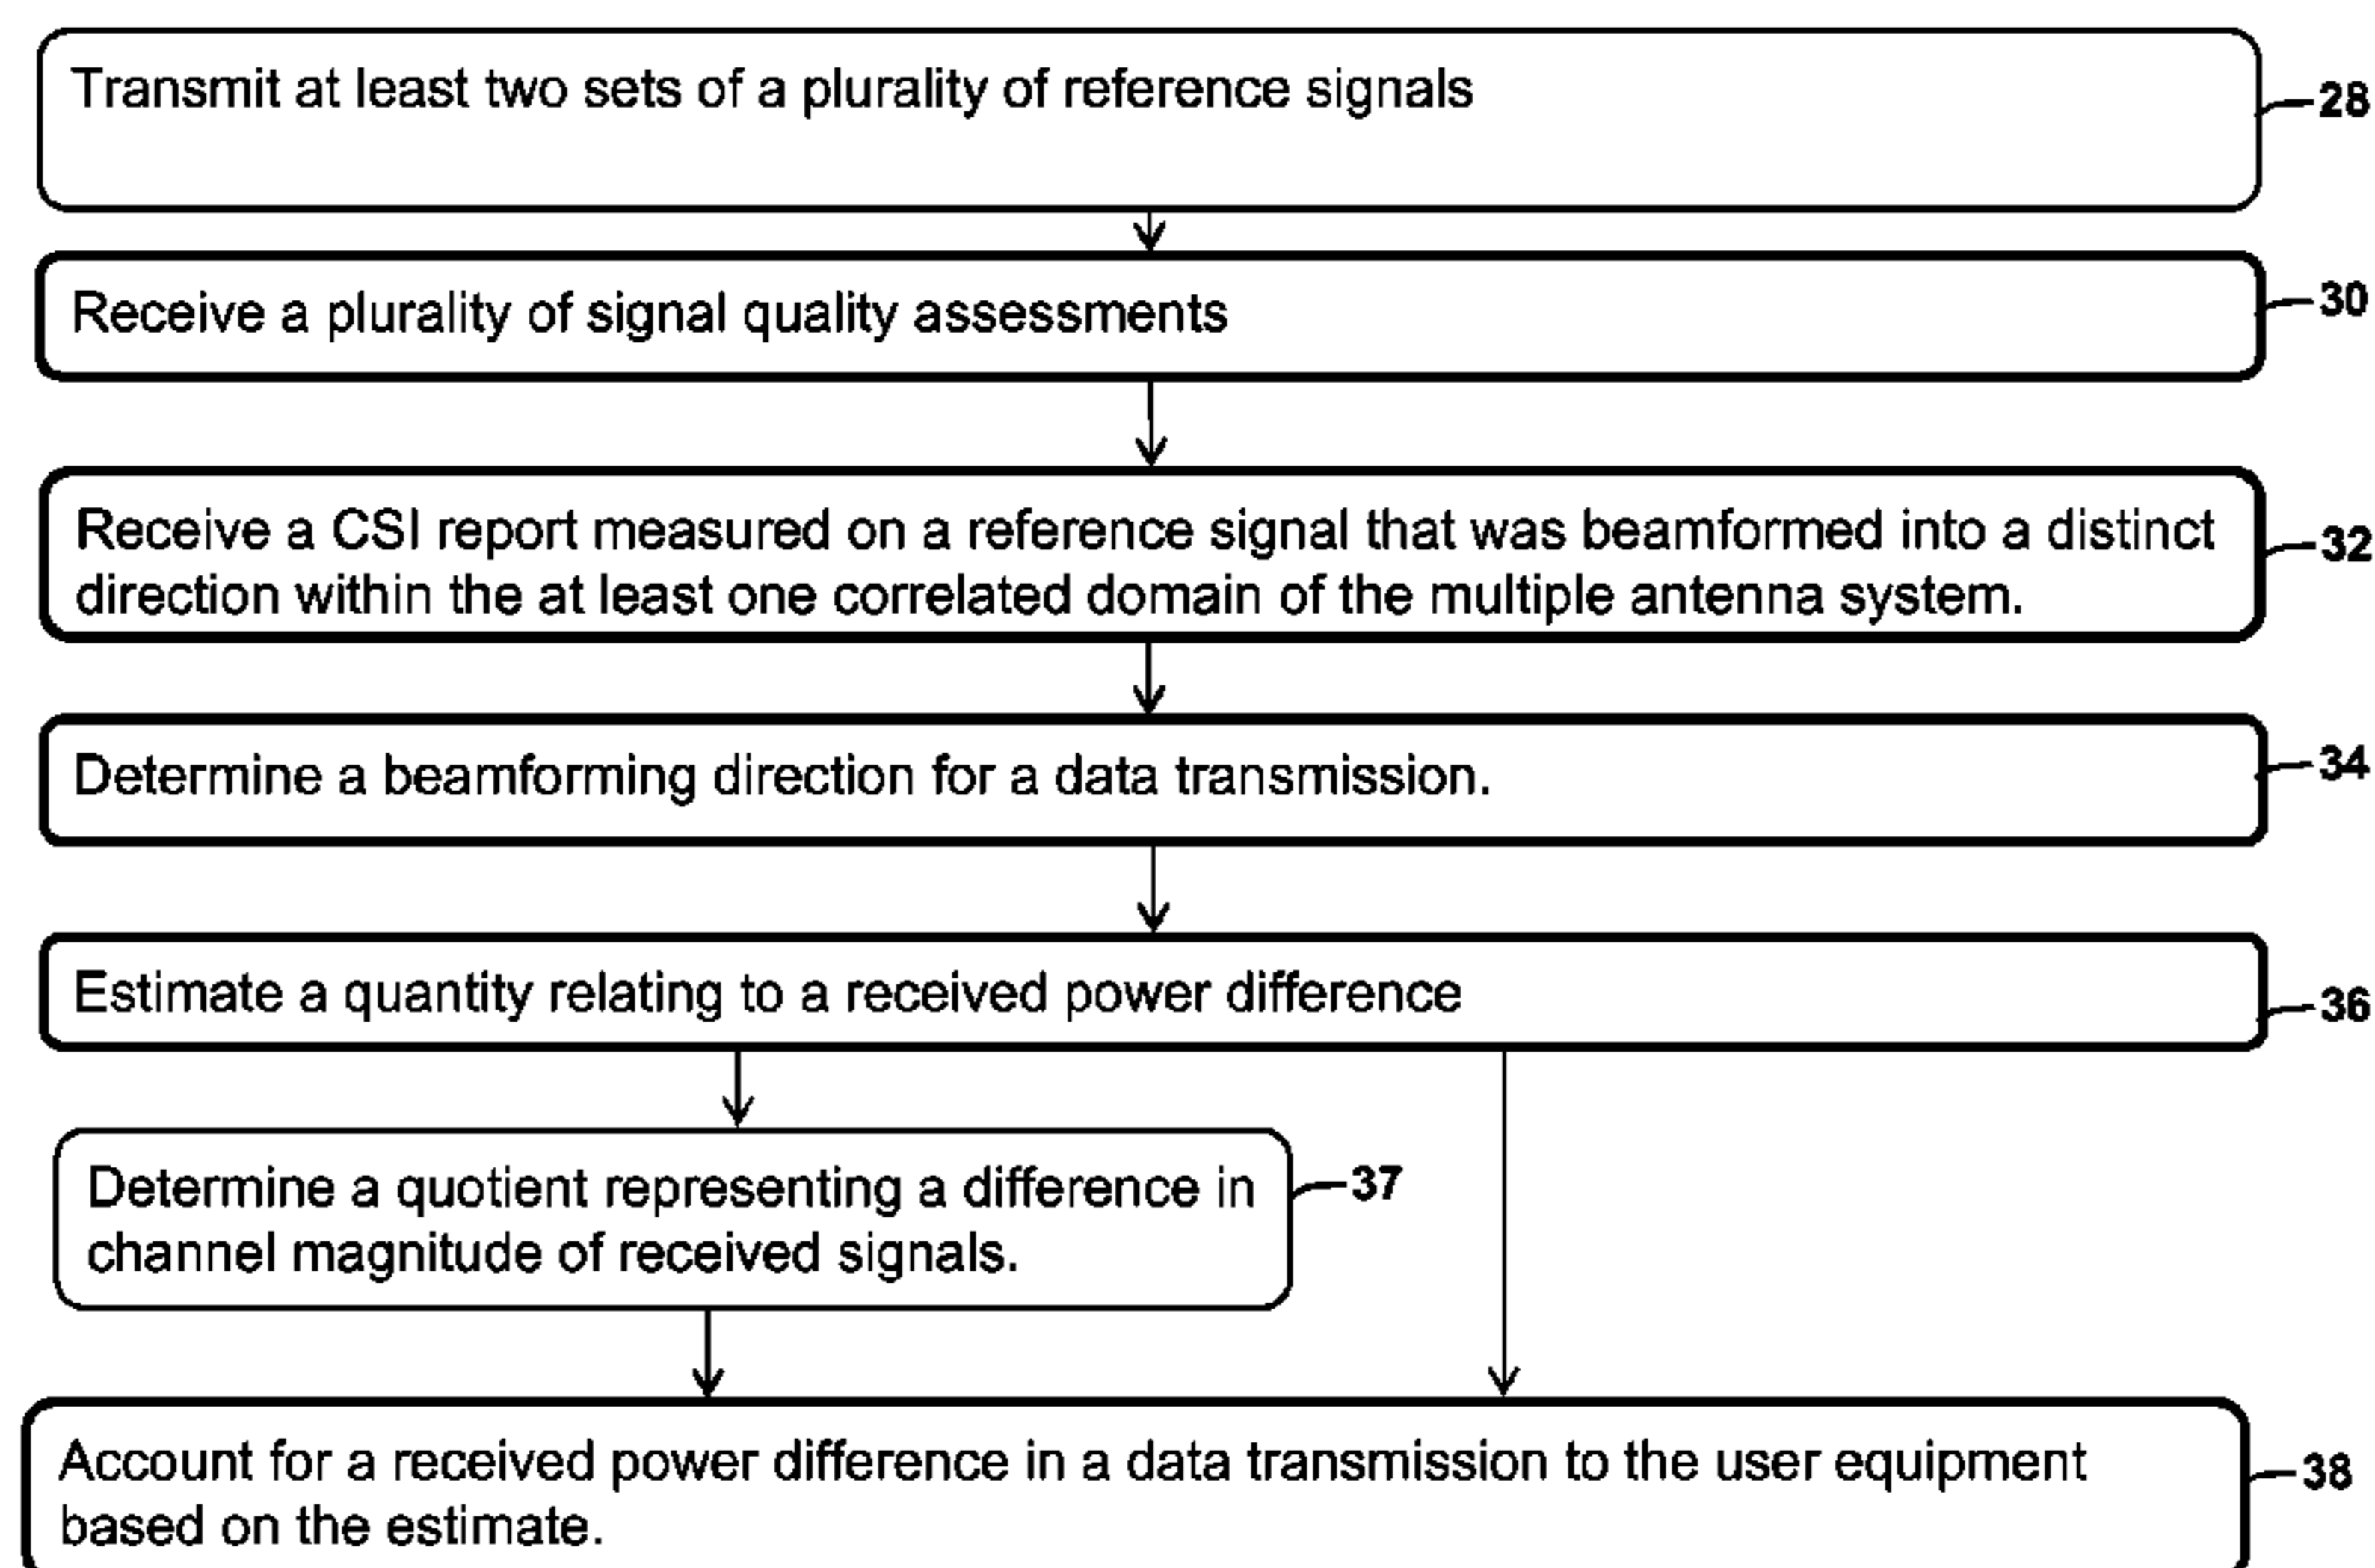 Transmit at least two sets of a plurality of reference signals
28
Receive a plurality of signal quality assessments
30
Receive a CSI report measured on a reference signal that was beamformed into a distinct
direction within the at least one correlated domain of the multiple antenna system.
32
Determine a beamforming direction for a data transmission.
34
Estimate a quantity relating to a received power difference
36
Determine a quotient representing a difference in
channel magnitude of received signals.
37
Account for a received power difference in a data transmission to the user equipment
based on the estimate.
38